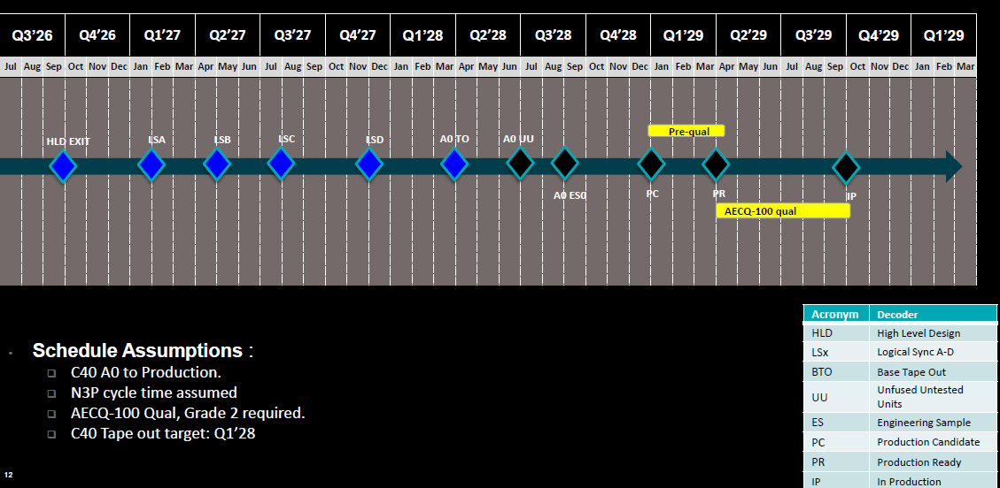 Q3’26 Q4’26 Q1’27 Q2’27 Q3’27 Q4’27 Q1’28 Q2’28 Q3’28 Q4’28 Q1’29 Q2’29 Q3’29 Q4’29 Q1’29
Jul Aug Sep Oct Nov Dec Jan Feb Mar Apr May Jun Jul Aug Sep Oct Nov Dec Jan Feb Mar Apr May Jun Jul Aug Sep Oct Nov Dec Jan Feb Mar Apr May Jun Jul Aug Sep Oct Nov Dec Jan Feb Mar
Pre-qual
HLD EXIT LSA LSB LSC LSD A0 TO A0 UU
A0 ES0 PC PR IP
AECQ-100 qual
Schedule Assumptions :
C40 A0 to Production.
N3P cycle time assumed
AECQ-100 Qual, Grade 2 required.
C40 Tape out target: Q1’28
Acronym Decoder
HLD High Level Design
LSx Logical Sync A-D
BTO Base Tape Out
UU Unfused Untested
Units
ES Engineering Sample
PC Production Candidate
PR Production Ready
IP In Production
12